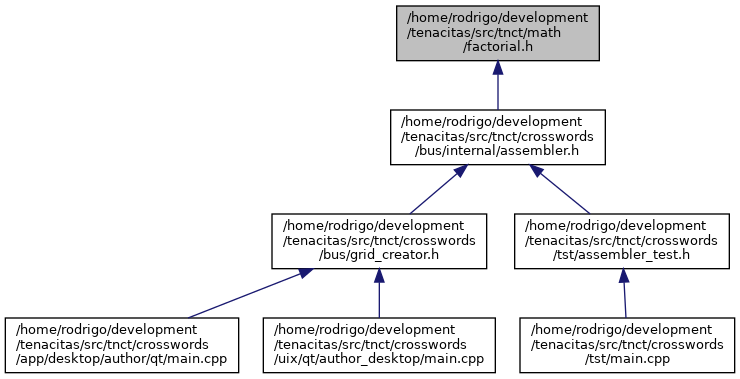 /home/rodrigo/development
/tenacitas/src/tnct/math
/factorial.h
/home/rodrigo/development
/tenacitas/src/tnct/crosswords
/bus/internal/assembler.h
/home/rodrigo/development
/tenacitas/src/tnct/crosswords
/bus/grid_creator.h
/home/rodrigo/development
/tenacitas/src/tnct/crosswords
/tst/assembler_test.h
/home/rodrigo/development
/tenacitas/src/tnct/crosswords
/app/desktop/author/qt/main.cpp
/home/rodrigo/development
/tenacitas/src/tnct/crosswords
/uix/qt/author_desktop/main.cpp
/home/rodrigo/development
/tenacitas/src/tnct/crosswords
/tst/main.cpp